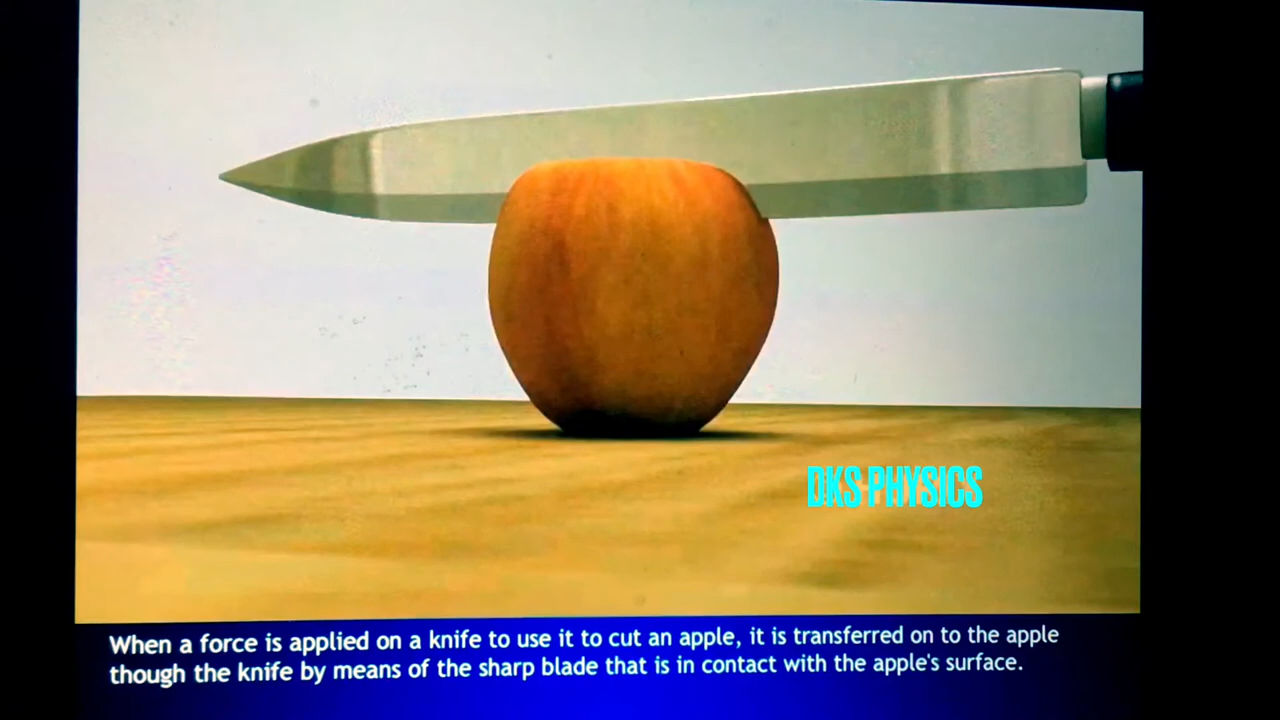 DKS PHYSICS
When a force is applied on a knife to use it to cut an apple, it is transferred on to the apple
though the knife by means of the sharp blade that is in contact with the apple's surface.